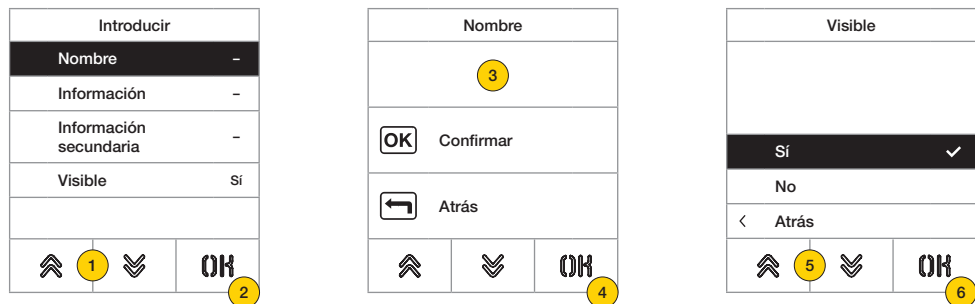 Introducir
Nombre –
Información –
Información
secundaria –
Visible Sí
1
OK
2
Nombre
3
OK Confirmar
Atrás
OK
4
Visible
Sí
No
Atrás
5
OK
6